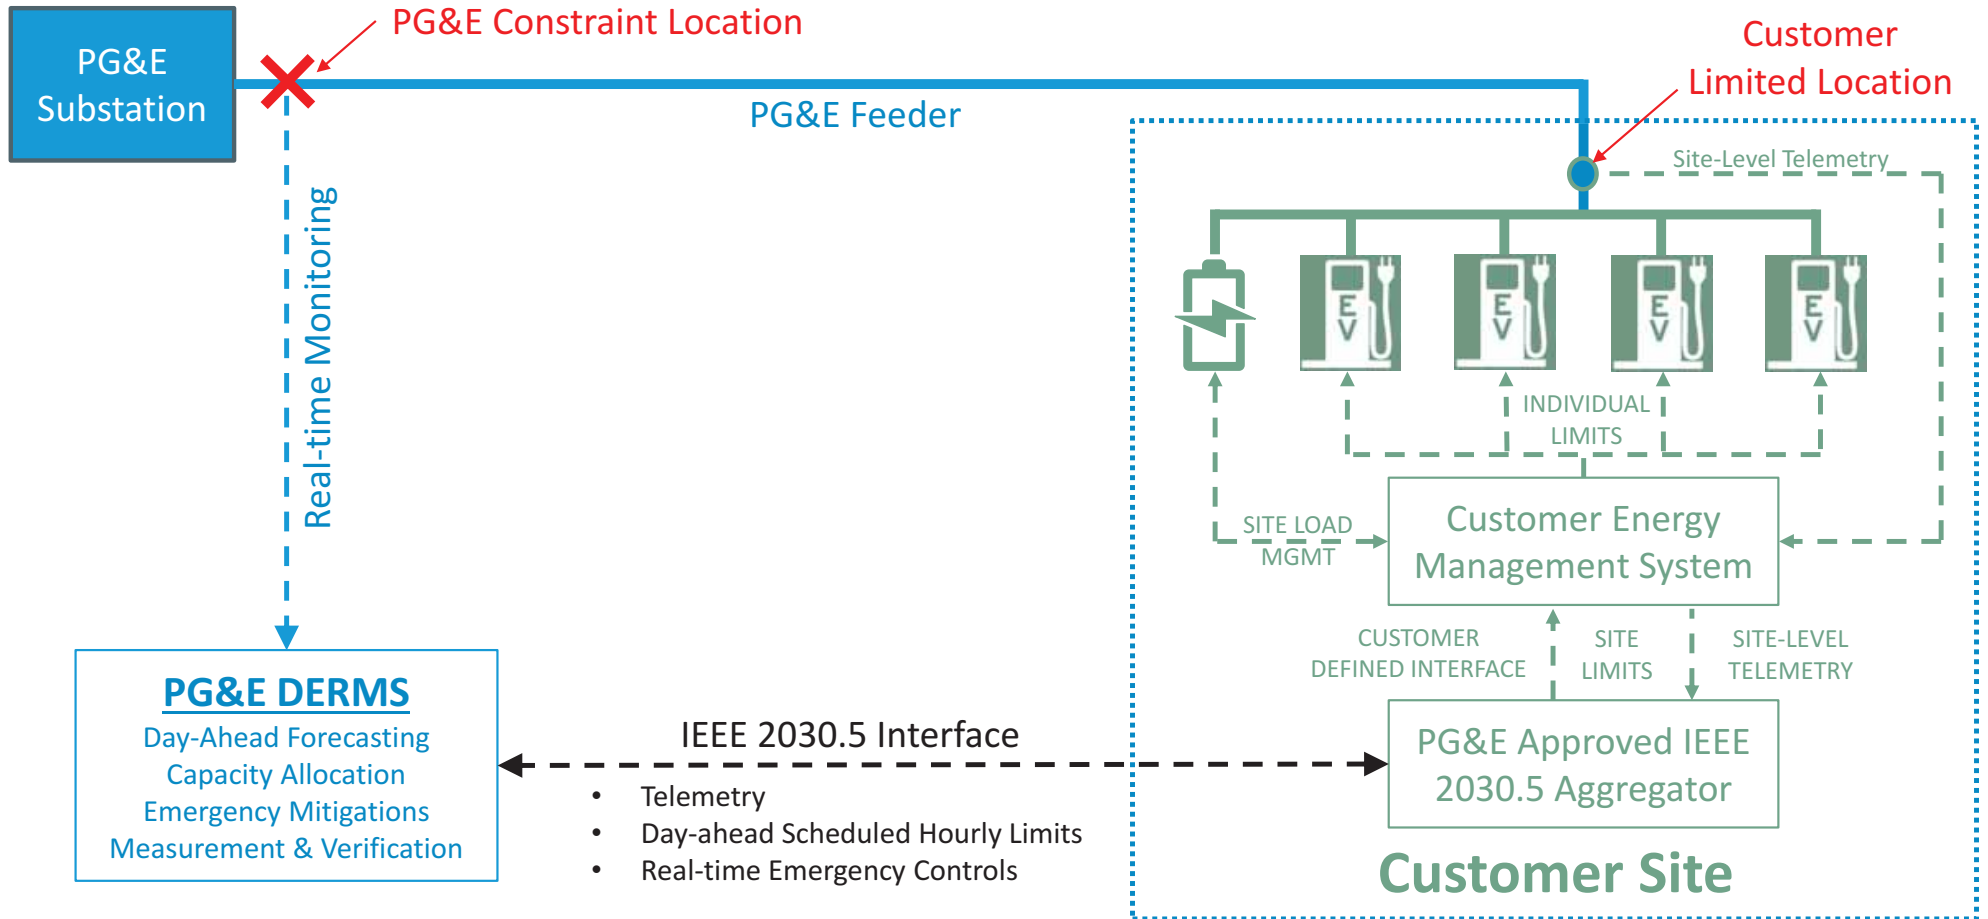 PG&E
Substation
PG&E Constraint Location
PG&E Feeder
Customer
Limited Location
Site-Level Telemetry
Real-time Monitoring
E
V
E
V
E
V
E
V
INDIVIDUAL
LIMITS
SITE LOAD
MGMT
Customer Energy
Management System
CUSTOMER
DEFINED INTERFACE
SITE
LIMITS
SITE-LEVEL
TELEMETRY
PG&E DERMS
Day-Ahead Forecasting
Capacity Allocation
Emergency Mitigations
Measurement & Verification
IEEE 2030.5 Interface
• Telemetry
• Day-ahead Scheduled Hourly Limits
• Real-time Emergency Controls
PG&E Approved IEEE
2030.5 Aggregator
Customer Site